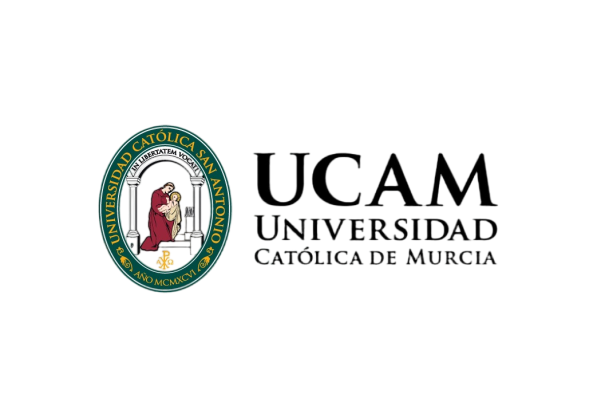 UNIVERSIDAD CATÓLICA SAN ANTONIO
IN LIBERTATEM VOCATI
AÑO MCMXCVI
UCAM
UNIVERSIDAD
CATÓLICA DE MURCIA